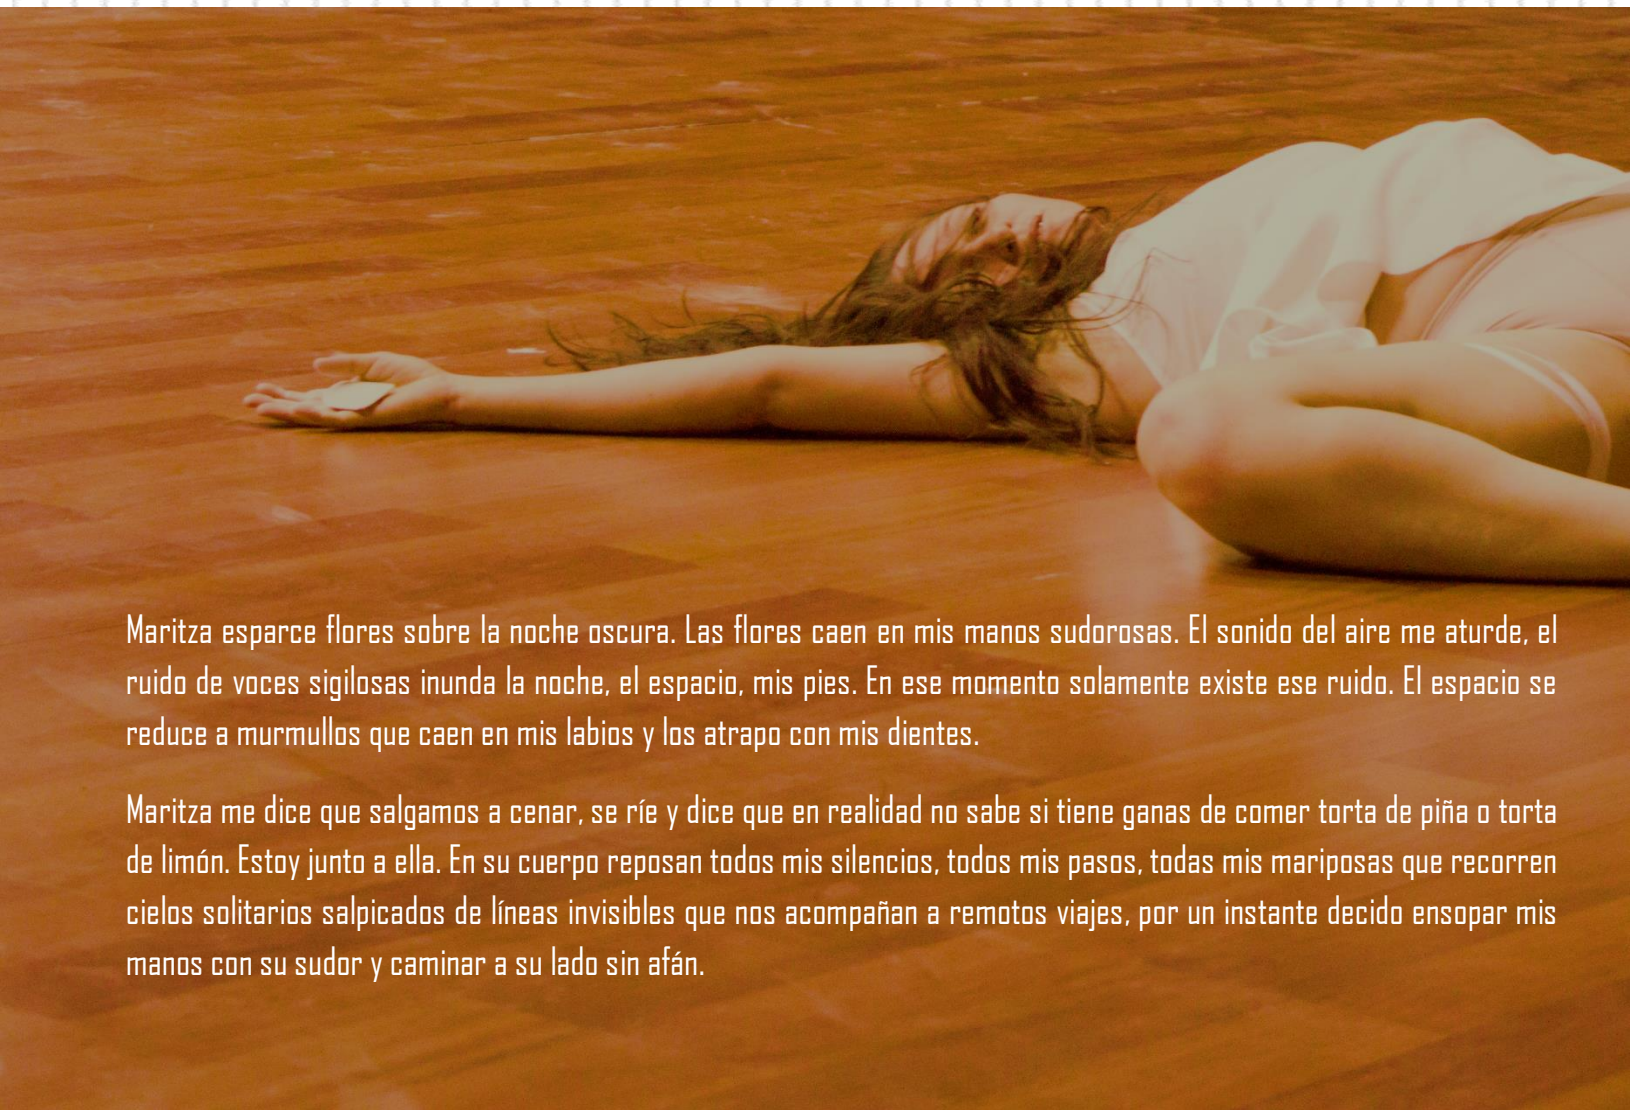 Maritza esparce flores sobre la noche oscura. Las flores caen en mis manos sudorosas. El sonido del aire me aturde, el
ruido de voces sigilosas inunda la noche, el espacio, mis pies. En ese momento solamente existe ese ruido. El espacio se
reduce a murmullos que caen en mis labios y los atrapo con mis dientes.
Maritza me dice que salgamos a cenar, se ríe y dice que en realidad no sabe si tiene ganas de comer torta de piña o torta
de limón. Estoy junto a ella. En su cuerpo reposan todos mis silencios, todos mis pasos, todas mis mariposas que recorren
cielos solitarios salpicados de líneas invisibles que nos acompañan a remotos viajes, por un instante decido ensopar mis
manos con su sudor y caminar a su lado sin afán.